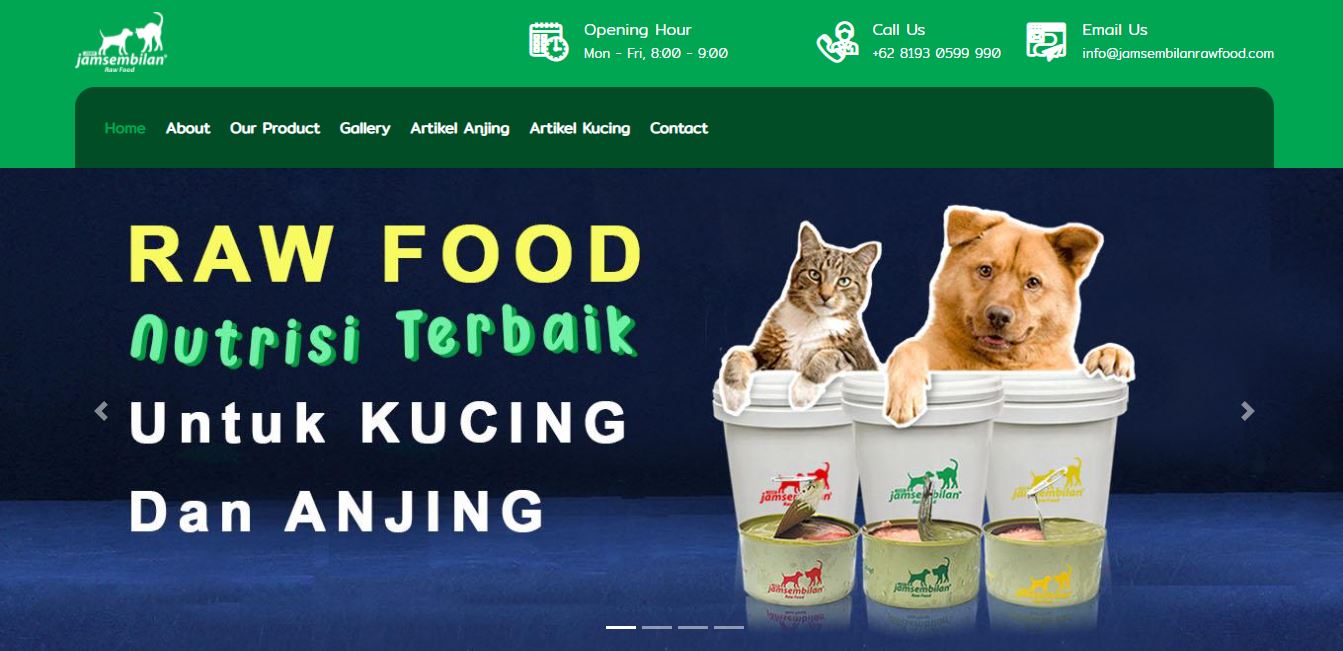 jamsembilan
Raw Food
Opening Hour
Mon - Fri, 8:00 - 9:00
Call Us
+62 8193 0599 990
Email Us
info@jamsembilanrawfood.com
Home About Our Product Gallery Artikel Anjing Artikel Kucing Contact
RAW FOOD
Nutrisi Terbaik
Untuk KUCING
Dan ANJING
jamsembilan
jamsembilan
jamsembilan
jamsembilan
Raw Food
jamsembilan
Raw Food
jamsembilan
Raw Food